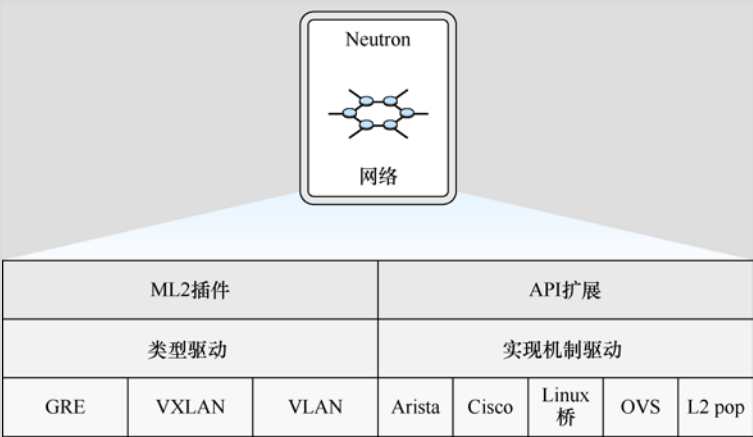 Neutron
网络
ML2插件
API扩展
类型驱动
实现机制驱动
GRE
VXLAN
VLAN
Arista
Cisco
Linux
桥
OVS
L2 pop